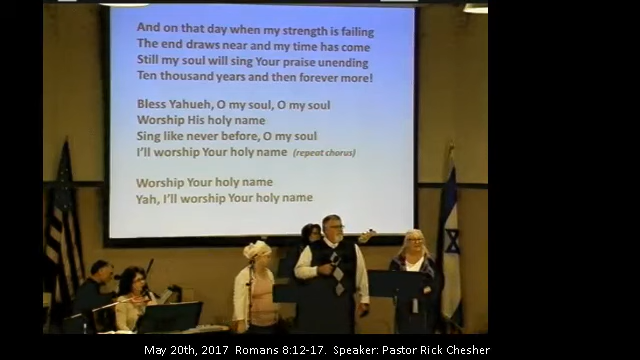 And on that day when my strength is failing
The end draws near and my time has come
Still my soul will sing Your praise unending
Ten thousand years and then forever more!
Bless Yahueh, O my soul, O my soul
Worship His holy name
Sing like never before, O my soul
I'll worship Your holy name (repeat chorus)
Worship Your holy name
Yah, I'll worship Your holy name
May 20th, 2017 Romans 8:12-17. Speaker: Pastor Rick Chesher